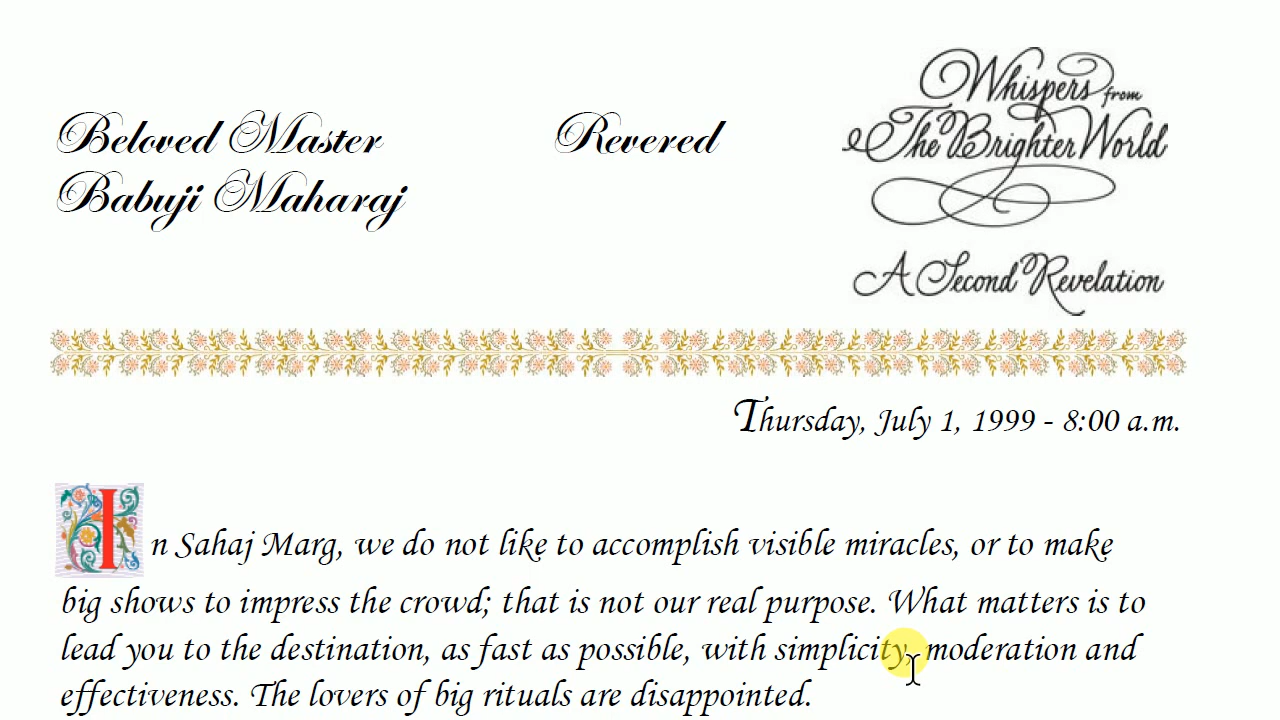 Beloved Master Revered
Babuji Maharaj
Whispers from
The Brighter World
A Second Revelation
Thursday, July 1, 1999 - 8:00 a.m.
In Sahaj Marg, we do not like to accomplish visible miracles, or to make
big shows to impress the crowd; that is not our real purpose. What matters is to
lead you to the destination, as fast as possible, with simplicity, moderation and
effectiveness. The lovers of big rituals are disappointed.